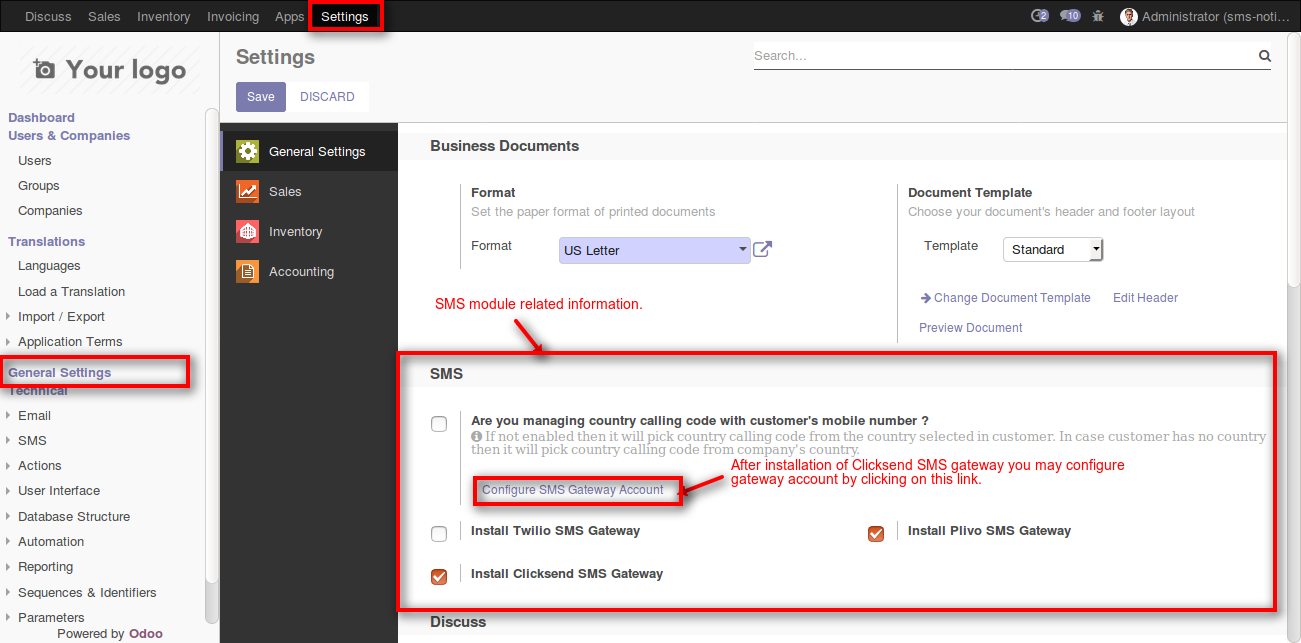 Discuss Sales Inventory Invoicing Apps Settings 2 10 Administrator (sms-noti...
Your logo
Dashboard
Users & Companies
Users
Groups
Companies
Translations
Languages
Load a Translation
Import / Export
Application Terms
General Settings
Technical
Email
SMS
Actions
User Interface
Database Structure
Automation
Reporting
Sequences & Identifiers
Parameters
Powered by Odoo
Settings
Search...
Save DISCARD
General Settings
Sales
Inventory
Accounting
Business Documents
Format
Set the paper format of printed documents
Format US Letter
Document Template
Choose your document's header and footer layout
Template Standard
Change Document Template Edit Header
Preview Document
SMS module related information.
SMS
Are you managing country calling code with customer's mobile number ?
If not enabled then it will pick country calling code from the country selected in customer. In case customer has no country
then it will pick country calling code from company's country.
After installation of Clicksend SMS gateway you may configure
gateway account by clicking on this link.
Configure SMS Gateway Account
Install Twilio SMS Gateway
Install Plivo SMS Gateway
Install Clicksend SMS Gateway
Discuss